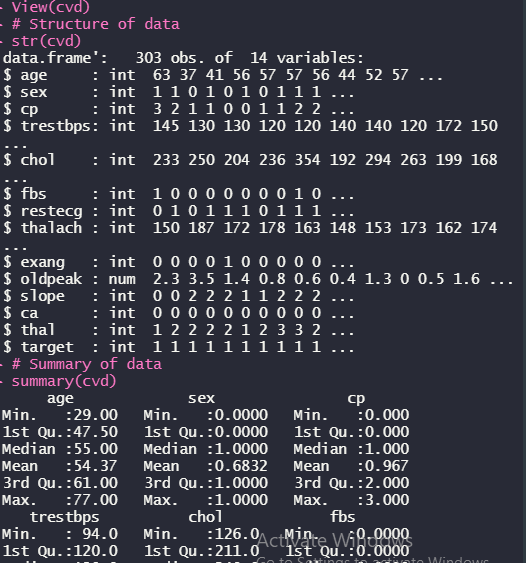 > View(cvd)
> # Structure of data
> str(cvd)
data.frame':   303 obs. of  14 variables:
$ age     : int  63 37 41 56 57 57 56 44 52 57 ...
$ sex     : int  1 1 0 1 0 1 0 1 1 1 ...
$ cp      : int  3 2 1 1 0 0 1 1 2 2 ...
$ trestbps: int  145 130 130 120 120 140 140 120 172 150
...
$ chol    : int  233 250 204 236 354 192 294 263 199 168
...
$ fbs     : int  1 0 0 0 0 0 0 0 1 0 ...
$ restecg : int  0 1 0 1 1 1 0 1 1 1 ...
$ thalach : int  150 187 172 178 163 148 153 173 162 174
...
$ exang   : int  0 0 0 0 1 0 0 0 0 0 ...
$ oldpeak : num  2.3 3.5 1.4 0.8 0.6 0.4 1.3 0 0.5 1.6 ...
$ slope   : int  0 0 2 2 2 1 1 2 2 2 ...
$ ca      : int  0 0 0 0 0 0 0 0 0 0 ...
$ thal    : int  1 2 2 2 2 1 2 3 3 2 ...
$ target  : int  1 1 1 1 1 1 1 1 1 1 ...
> # Summary of data
> summary(cvd)
age sex cp
Min.   :29.00   Min.   :0.0000   Min.   :0.000
1st Qu.:47.50   1st Qu.:0.0000   1st Qu.:0.000
Median :55.00   Median :1.0000   Median :1.000
Mean   :54.37   Mean   :0.6832   Mean   :0.967
3rd Qu.:61.00   3rd Qu.:1.0000   3rd Qu.:2.000
Max.   :77.00   Max.   :1.0000   Max.   :3.000
trestbps chol fbs
Min.   : 94.0   Min.   :126.0   Min.   :0.0000
1st Qu.:120.0   1st Qu.:211.0   1st Qu.:0.0000
Activate Windows
Go to Settings to activate Windows